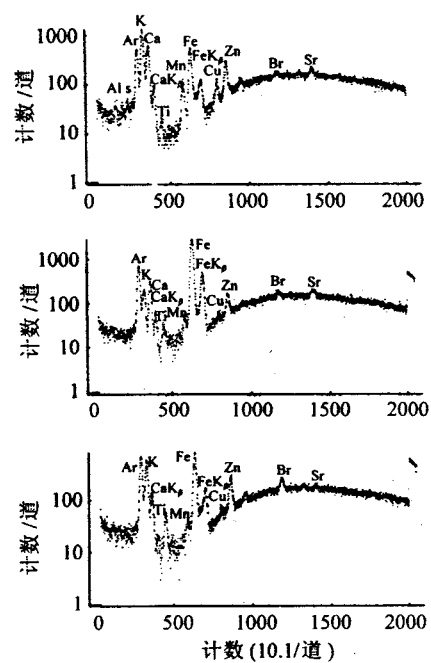 K
Fe
1000
Ar
Ca
Mn
FeK
Zn
CaK
Cu
Br
Sr
100
Al s
Ti
10
1
计数/道
0
500
1000
1500
2000
Fe
1000
Ar
K
FeKβ
Ca
CaKβ
Cu
Zn
Br
Sr
100
Ti
Mn
10
1
计数/道
0
500
1000
1500
2000
Fe
Ar
K
FeKβ
Zn
CaKβ
Cu
Br
Sr
100
Ti
Mn
10
1
计数/道
0
500
1000
1500
2000
计数(10.1/道)